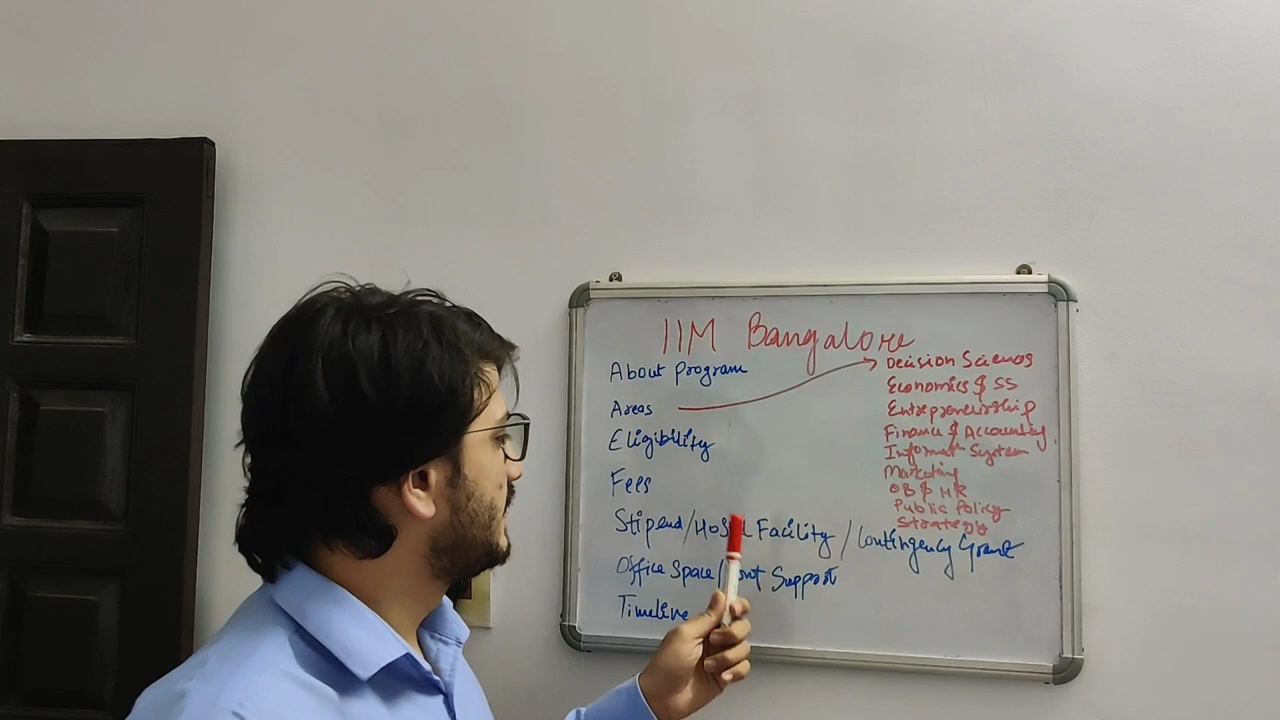 IIM Bangalore
About program
Areas
Eligibility
Fees
Stipend/ Facility / Contingency Grant
Office Space/ Support
Timeline
Decision Sciences
Economics & SS
Entrepreneurship
Finance & Accounting
System
Marketing
OB & HR
Public Policy
Strategy